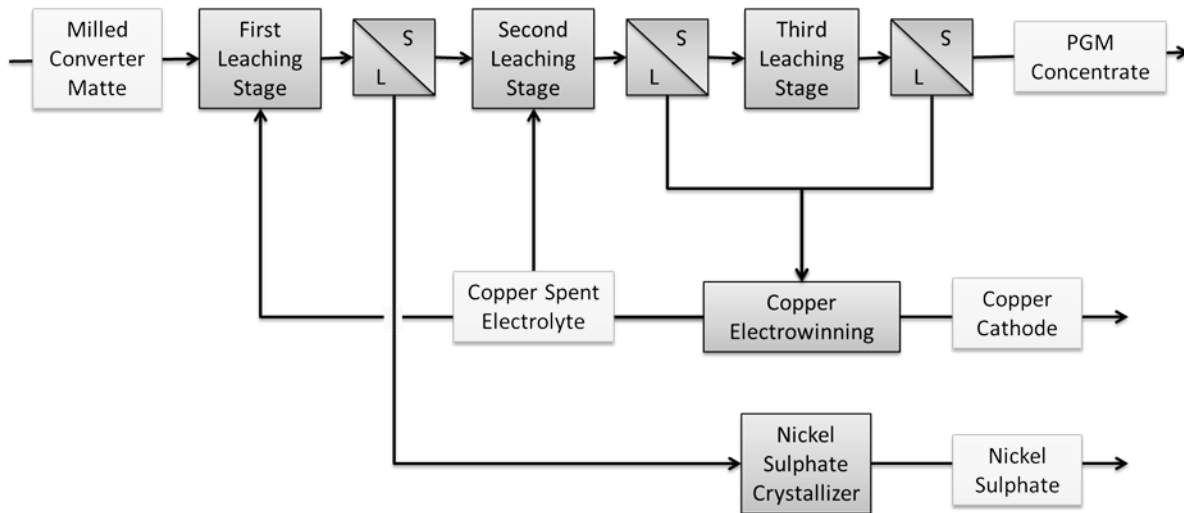 Milled
Converter
Matte
First
Leaching
Stage
S
L
Second
Leaching
Stage
S
L
Third
Leaching
Stage
S
L
PGM
Concentrate
Copper Spent
Electrolyte
Copper
Electrowinning
Copper
Cathode
Nickel
Sulphate
Crystallizer
Nickel
Sulphate